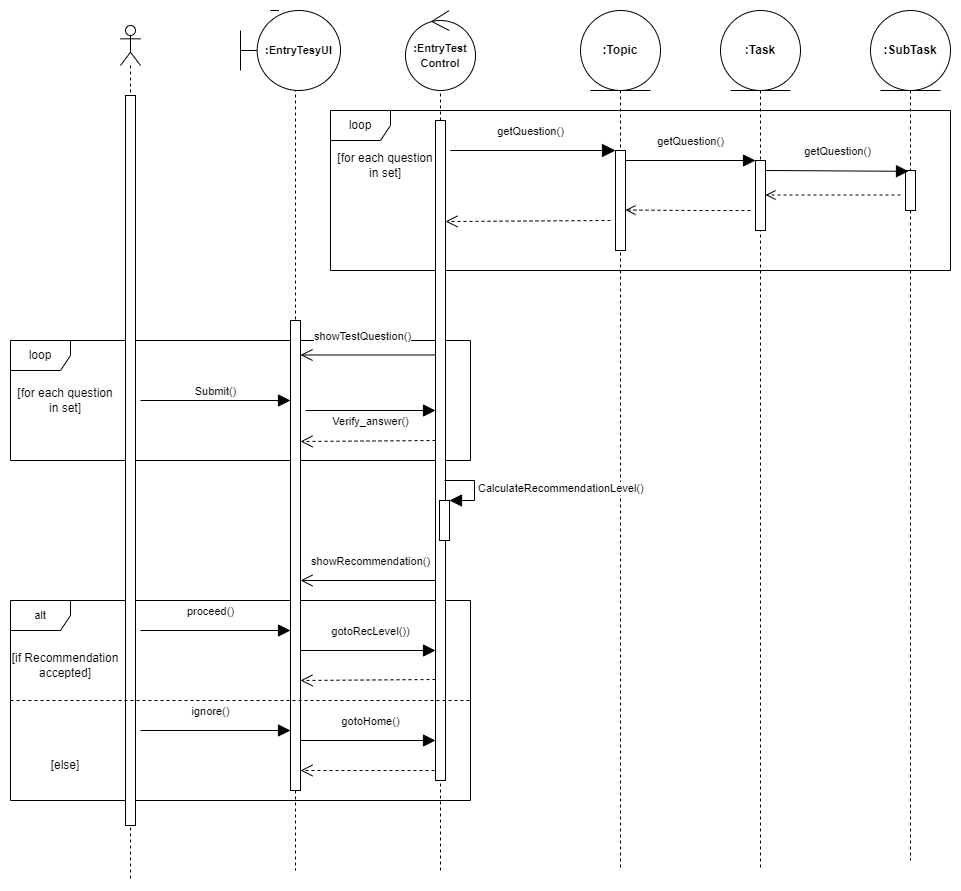 :EntryTesyUI
:EntryTest
Control
:Topic
:Task
:SubTask
loop
[for each question
in set]
getQuestion()
getQuestion()
getQuestion()
showTestQuestion()
loop
[for each question
in set]
Submit()
Verify_answer()
CalculateRecommendationLevel()
showRecommendation()
alt
proceed()
gotoRecLevel())
[if Recommendation
accepted]
ignore()
gotoHome()
[else]